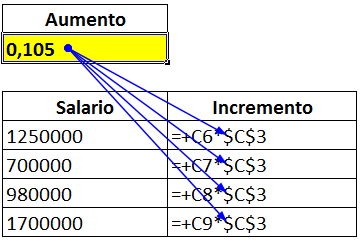 Aumento
0,105
Salario Incremento
1250000 =+C6*$C$3
700000 =+C7*$C$3
980000 =+C8*$C$3
1700000 =+C9*$C$3